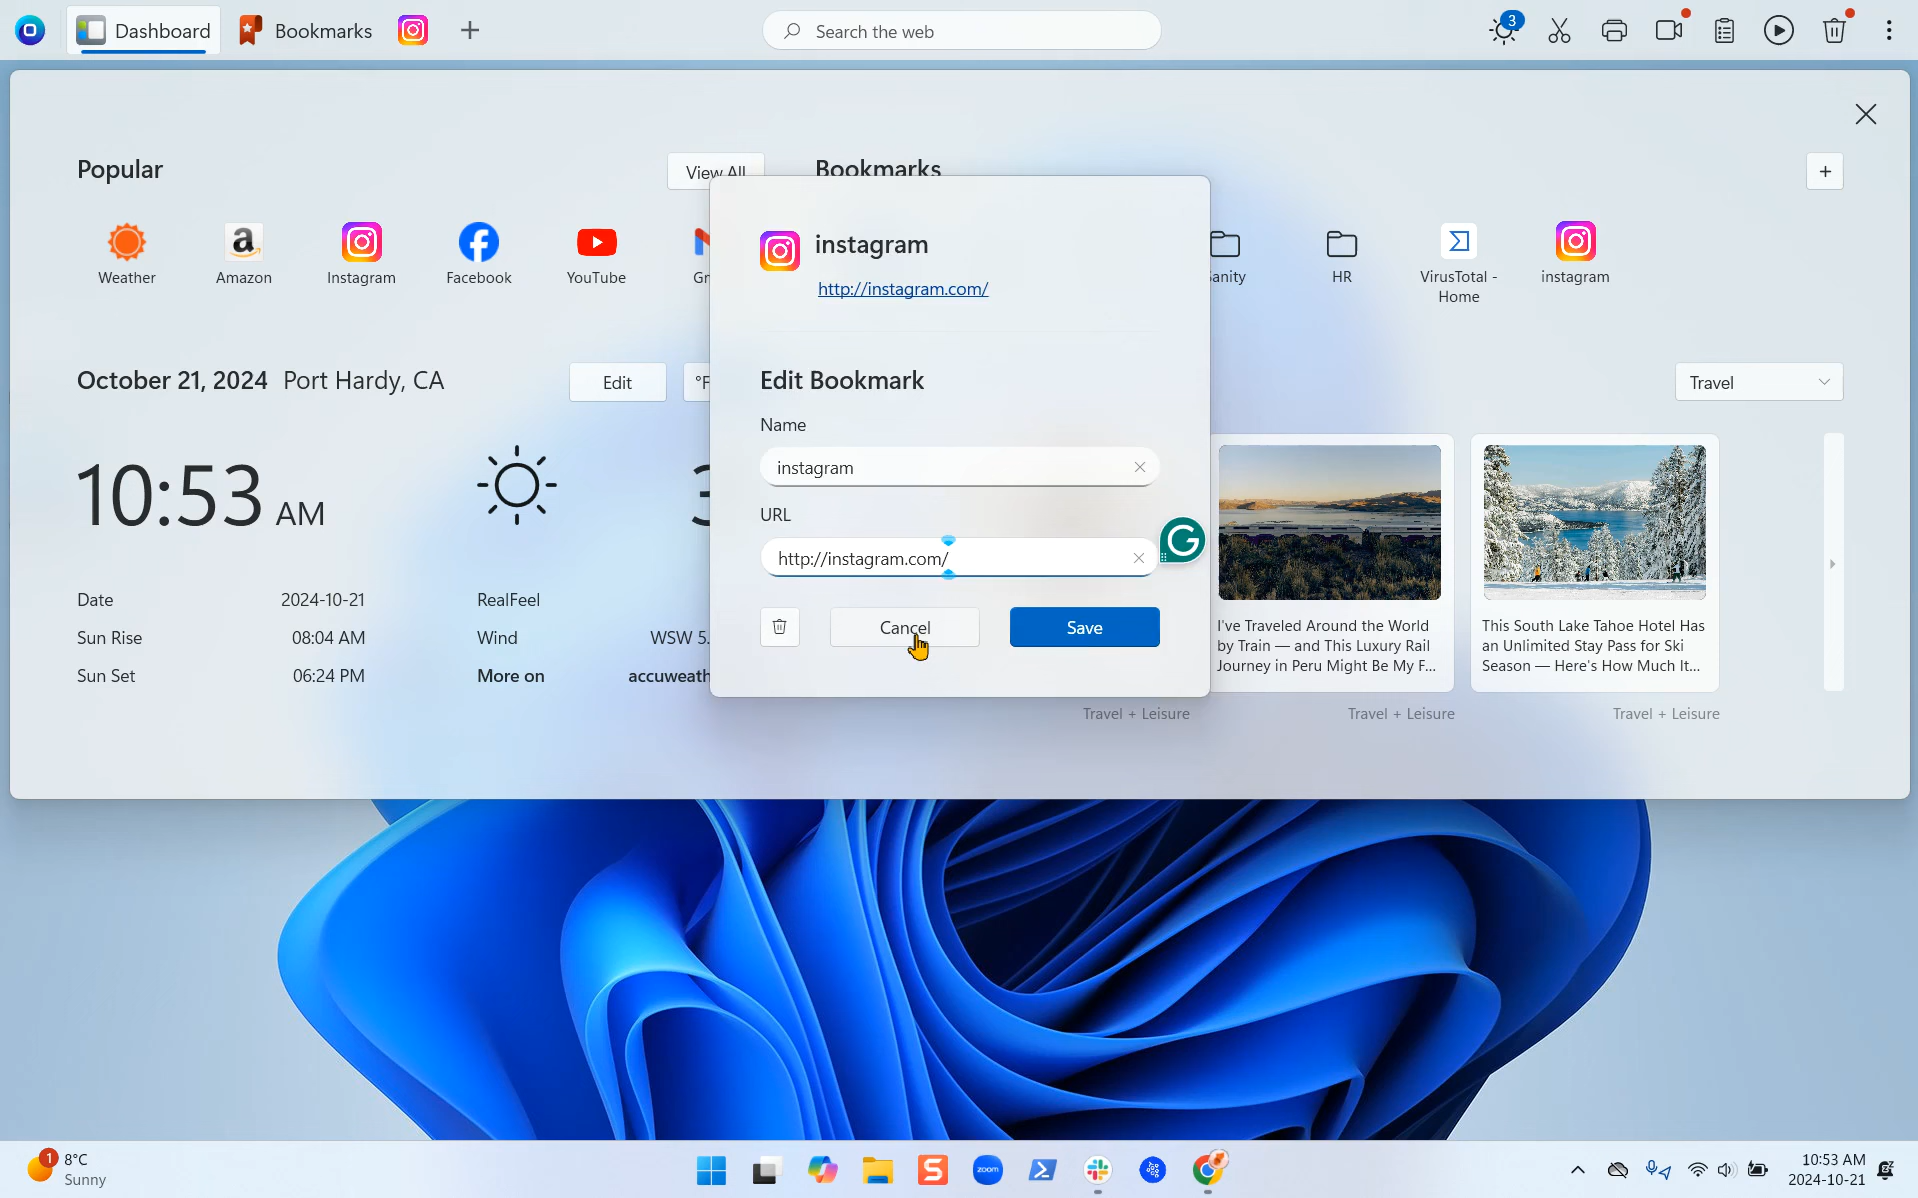 Dashboard
Bookmarks
Search the web
3
Popular
View All
Bookmarks
+
Weather
Amazon
Instagram
Facebook
YouTube
HR
VirusTotal -
Home
instagram
instagram
http://instagram.com/
October 21, 2024 Port Hardy, CA
Edit
°F
Travel
Edit Bookmark
Name
instagram
URL
http://instagram.com/
Cancel
Save
10:53 AM
Date 2024-10-21
Sun Rise 08:04 AM
Sun Set 06:24 PM
RealFeel
Wind WSW 5.
More on accuweath
I've Traveled Around the World
by Train — and This Luxury Rail
Journey in Peru Might Be My F...
This South Lake Tahoe Hotel Has
an Unlimited Stay Pass for Ski
Season — Here's How Much It...
Travel + Leisure
Travel + Leisure
Travel + Leisure
1
8°C
Sunny
zoom
10:53 AM
2024-10-21